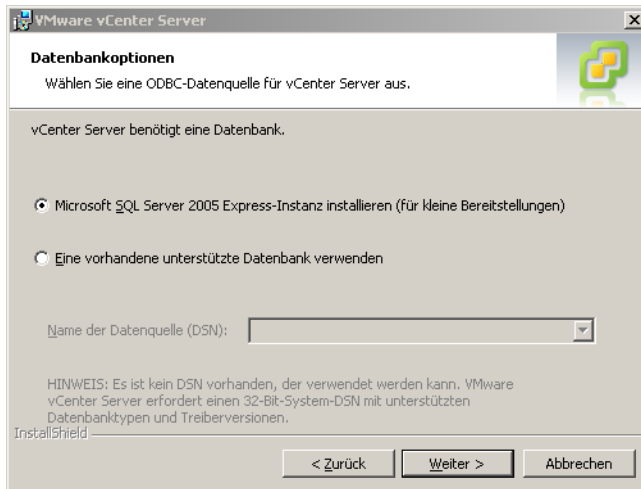 VMware vCenter Server
Datenbankoptionen
Wählen Sie eine ODBC-Datenquelle für vCenter Server aus.
vCenter Server benötigt eine Datenbank.
Microsoft SQL Server 2005 Express-Instanz installieren (für kleine Bereitstellungen)
Eine vorhandene unterstützte Datenbank verwenden
Name der Datenquelle (DSN):
HINWEIS: Es ist kein DSN vorhanden, der verwendet werden kann. VMware
vCenter Server erfordert einen 32-Bit-System-DSN mit unterstützten
Datenbanktypen und Treiberversionen.
InstallShield
< Zurück Weiter > Abbrechen